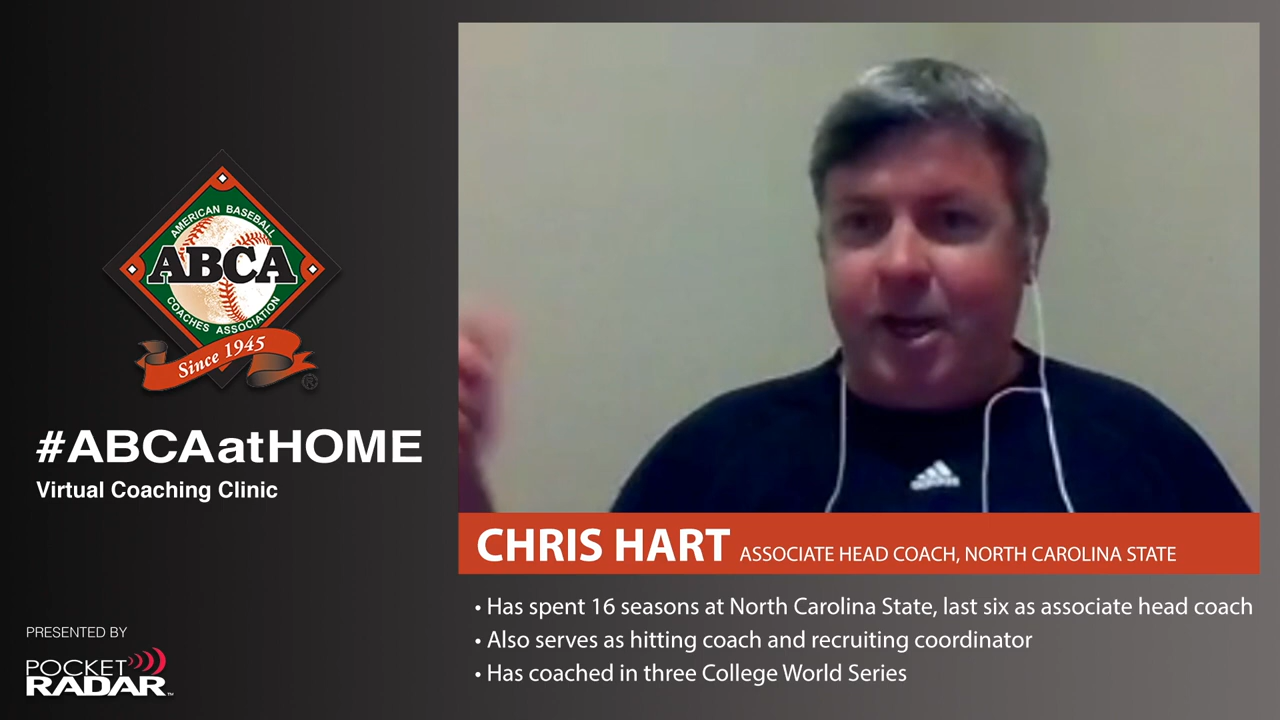 AMERICAN BASEBALL
ABCA
COACHES ASSOCIATION
Since 1945
®
#ABCAatHOME
Virtual Coaching Clinic
PRESENTED BY
POCKET
RADAR™
CHRIS HART ASSOCIATE HEAD COACH, NORTH CAROLINA STATE
• Has spent 16 seasons at North Carolina State, last six as associate head coach
• Also serves as hitting coach and recruiting coordinator
• Has coached in three College World Series